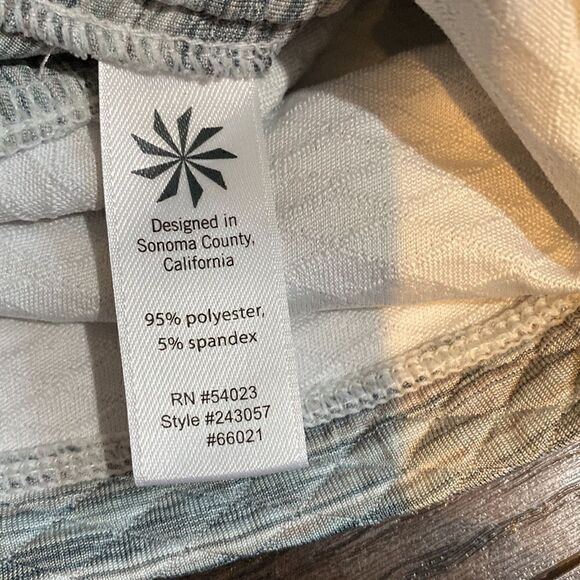 Designed in
Sonoma County,
California
95% polyester,
5% spandex
RN #54023
Style #243057
#66021